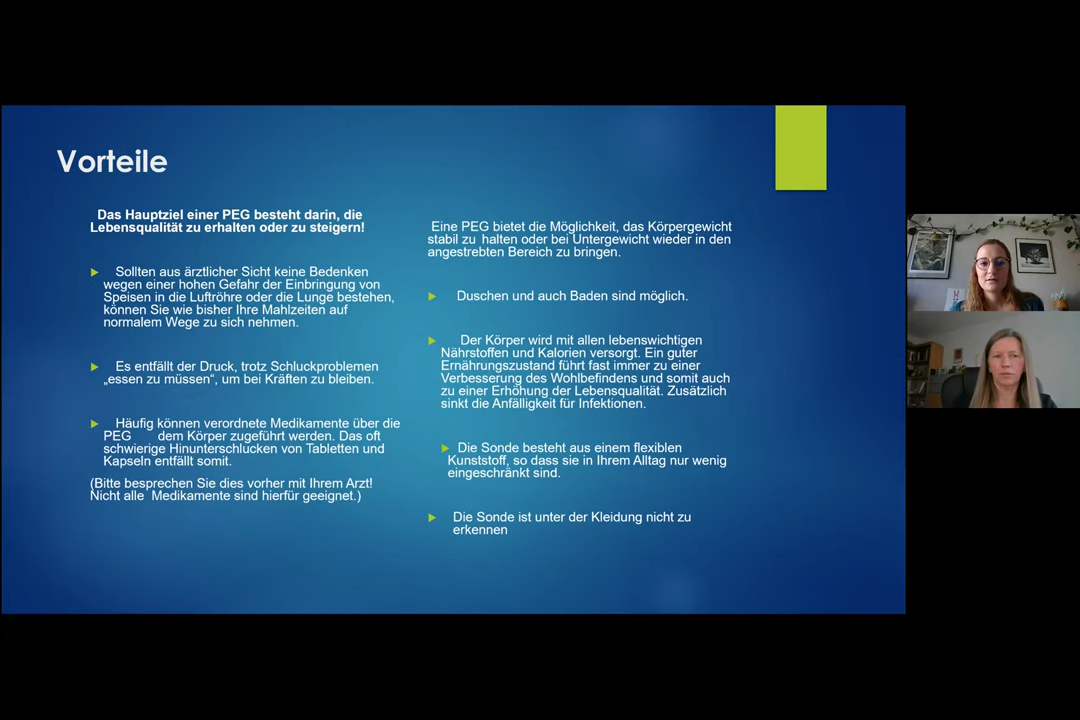 Vorteile
Das Hauptziel einer PEG besteht darin, die
Lebensqualität zu erhalten oder zu steigern!
Sollten aus ärztlicher Sicht keine Bedenken
wegen einer hohen Gefahr der Einbringung von
Speisen in die Luftröhre oder die Lunge bestehen,
können Sie wie bisher Ihre Mahlzeiten auf
normalem Wege zu sich nehmen.
Es entfällt der Druck, trotz Schluckproblemen
„essen zu müssen“, um bei Kräften zu bleiben.
Häufig können verordnete Medikamente über die
PEG dem Körper zugeführt werden. Das oft
schwierige Hinunterschlucken von Tabletten und
Kapseln entfällt somit.
(Bitte besprechen Sie dies vorher mit Ihrem Arzt!
Nicht alle Medikamente sind hierfür geeignet.)
Eine PEG bietet die Möglichkeit, das Körpergewicht
stabil zu halten oder bei Untergewicht wieder in den
angestrebten Bereich zu bringen.
Duschen und auch Baden sind möglich.
Der Körper wird mit allen lebenswichtigen
Nährstoffen und Kalorien versorgt. Ein guter
Ernährungszustand führt fast immer zu einer
Verbesserung des Wohlbefindens und somit auch
zu einer Erhöhung der Lebensqualität. Zusätzlich
sinkt die Anfälligkeit für Infektionen.
Die Sonde besteht aus einem flexiblen
Kunststoff, so dass sie in Ihrem Alltag nur wenig
eingeschränkt sind.
Die Sonde ist unter der Kleidung nicht zu
erkennen